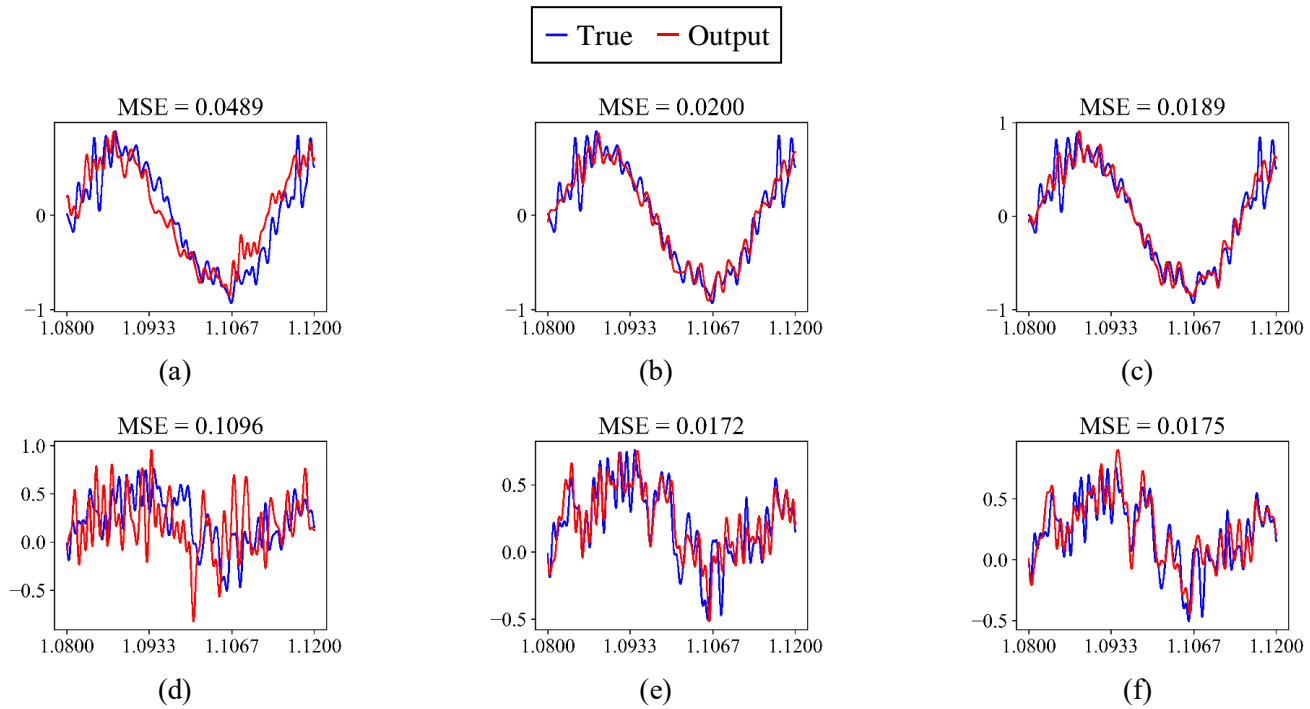 True Output
MSE = 0.0489
0
−1
1.0800 1.0933 1.1067 1.1200
(a)
MSE = 0.0200
0
−1
1.0800 1.0933 1.1067 1.1200
(b)
MSE = 0.0189
1
0
−1
1.0800 1.0933 1.1067 1.1200
(c)
MSE = 0.1096
1.0
0.5
0.0
−0.5
1.0800 1.0933 1.1067 1.1200
(d)
MSE = 0.0172
0.5
0.0
−0.5
1.0800 1.0933 1.1067 1.1200
(e)
MSE = 0.0175
0.5
0.0
−0.5
1.0800 1.0933 1.1067 1.1200
(f)